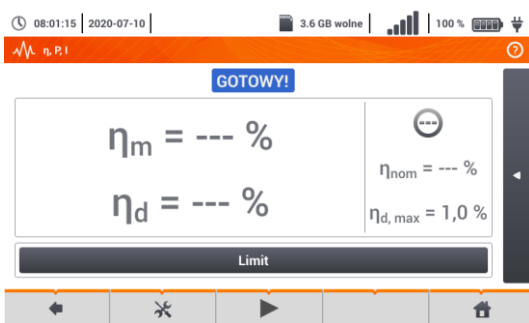 08:01:15 2020-07-10 3.6 GB wolne 100 %
η, P, I ?
GOTOWY!
ηm = --- %
ηd = --- %
---
ηnom = --- %
ηd, max = 1,0 %
Limit